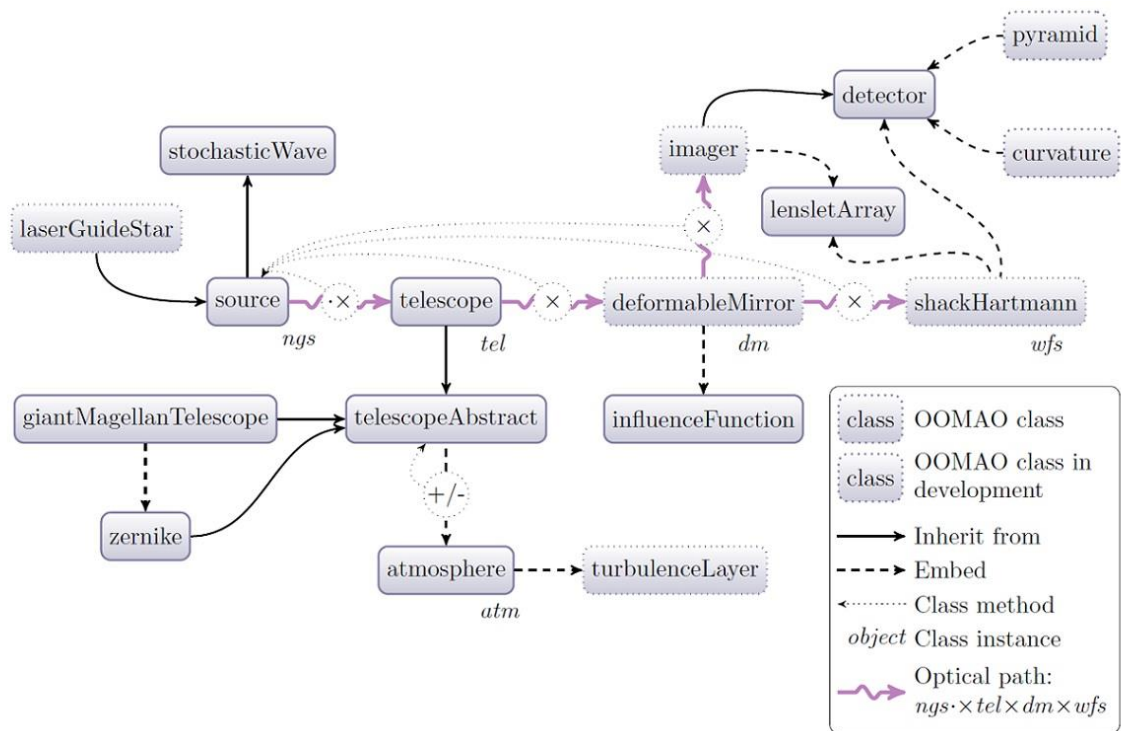 pyramid
detector
stochasticWave
imager
curvature
lensletArray
laserGuideStar
×
source
·×
telescope
×
deformableMirror
×
shackHartmann
ngs
tel
dm
wfs
giantMagellanTelescope
telescopeAbstract
influenceFunction
+/-
zernike
atmosphere
turbulenceLayer
atm
class OOMAO class
class OOMAO class in
development
Inherit from
Embed
Class method
object Class instance
Optical path:
ngs·×tel×dm×wfs